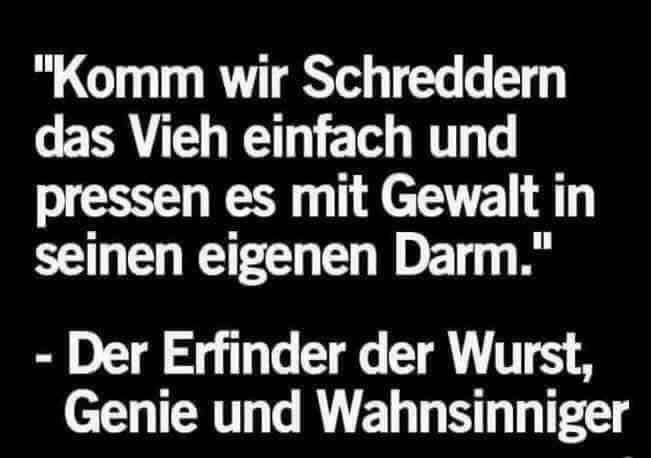 "Komm wir Schreddern
das Vieh einfach und
pressen es mit Gewalt in
seinen eigenen Darm."
- Der Erfinder der Wurst,
Genie und Wahnsinniger